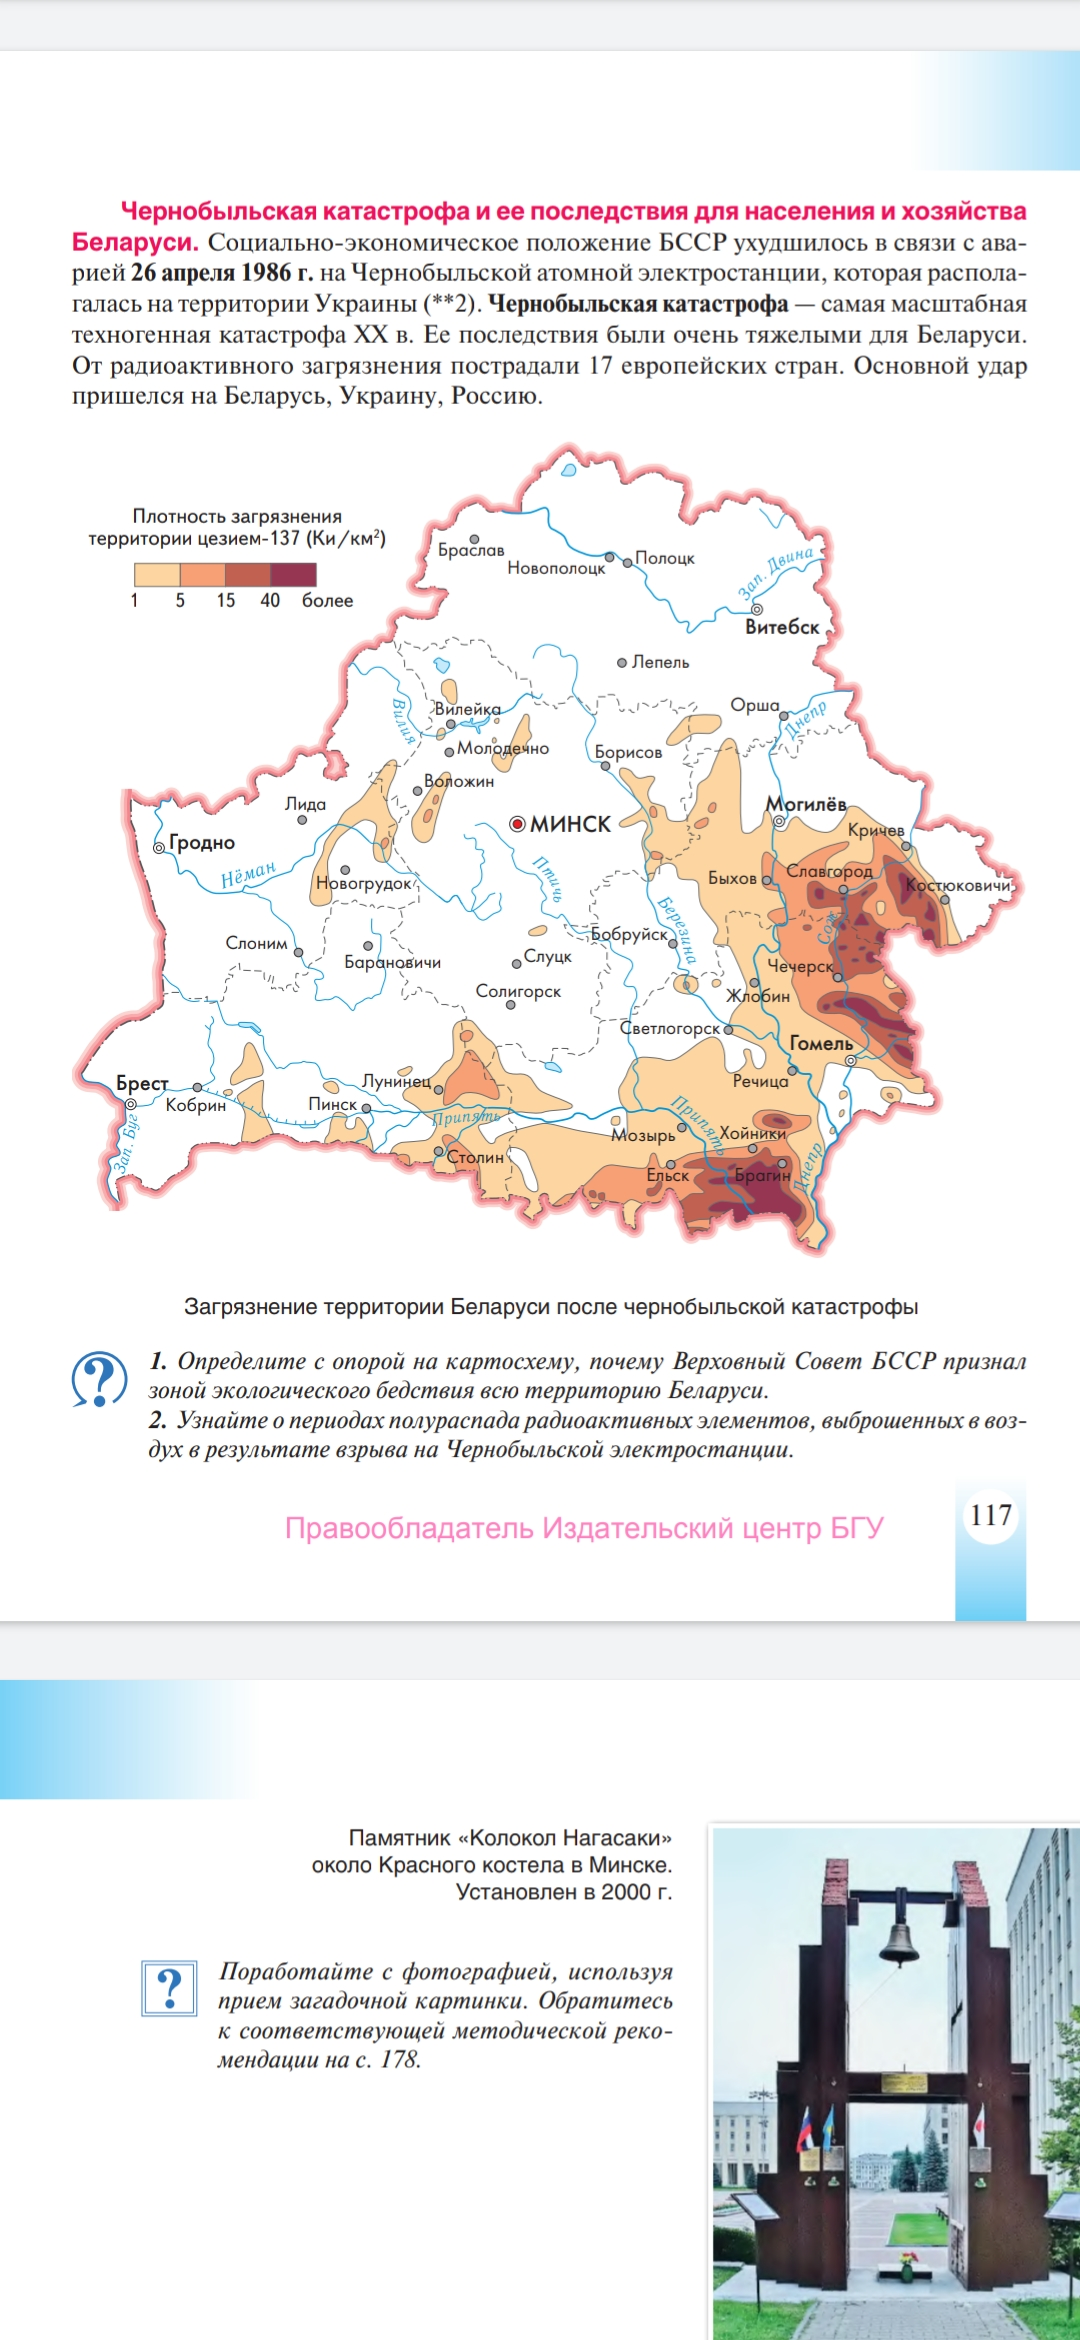 Чернобыльская катастрофа и ее последствия для населения и хозяйства
Беларуси. Социально-экономическое положение БССР ухудшилось в связи с ава-
рией 26 апреля 1986 г. на Чернобыльской атомной электростанции, которая распола-
галась на территории Украины (**2). Чернобыльская катастрофа — самая масштабная
техногенная катастрофа XX в. Ее последствия были очень тяжелыми для Беларуси.
От радиоактивного загрязнения пострадали 17 европейских стран. Основной удар
пришелся на Беларусь, Украину, Россию.
Плотность загрязнения
территории цезием-137 (Ки/км²)
1 5 15 40 более
Браслав
Новополоцк
Полоцк
Зап. Двина
Витебск
Лепель
Вилия
Вилейка
Орша
Днепр
Молодечно
Борисов
Воложин
Лида
МИНСК
Могилёв
Гродно
Кричев
Нёман
Новогрудок
Птичь
Быхов
Славгород
Костюковичи
Березина
Сож
Слоним
Барановичи
Слуцк
Бобруйск
Чечерск
Солигорск
Жлобин
Светлогорск
Гомель
Брест
Кобрин
Лунинец
Пинск
Речица
Припять
Припять
Зап. Буг
Мозырь
Хойники
Столин
Ельск
Брагин
Днепр
Загрязнение территории Беларуси после чернобыльской катастрофы
?
1. Определите с опорой на картосхему, почему Верховный Совет БССР признал
зоной экологического бедствия всю территорию Беларуси.
2. Узнайте о периодах полураспада радиоактивных элементов, выброшенных в воз-
дух в результате взрыва на Чернобыльской электростанции.
Правообладатель Издательский центр БГУ
117
Памятник «Колокол Нагасаки»
около Красного костела в Минске.
Установлен в 2000 г.
?
Поработайте с фотографией, используя
прием загадочной картинки. Обратитесь
к соответствующей методической реко-
мендации на с. 178.